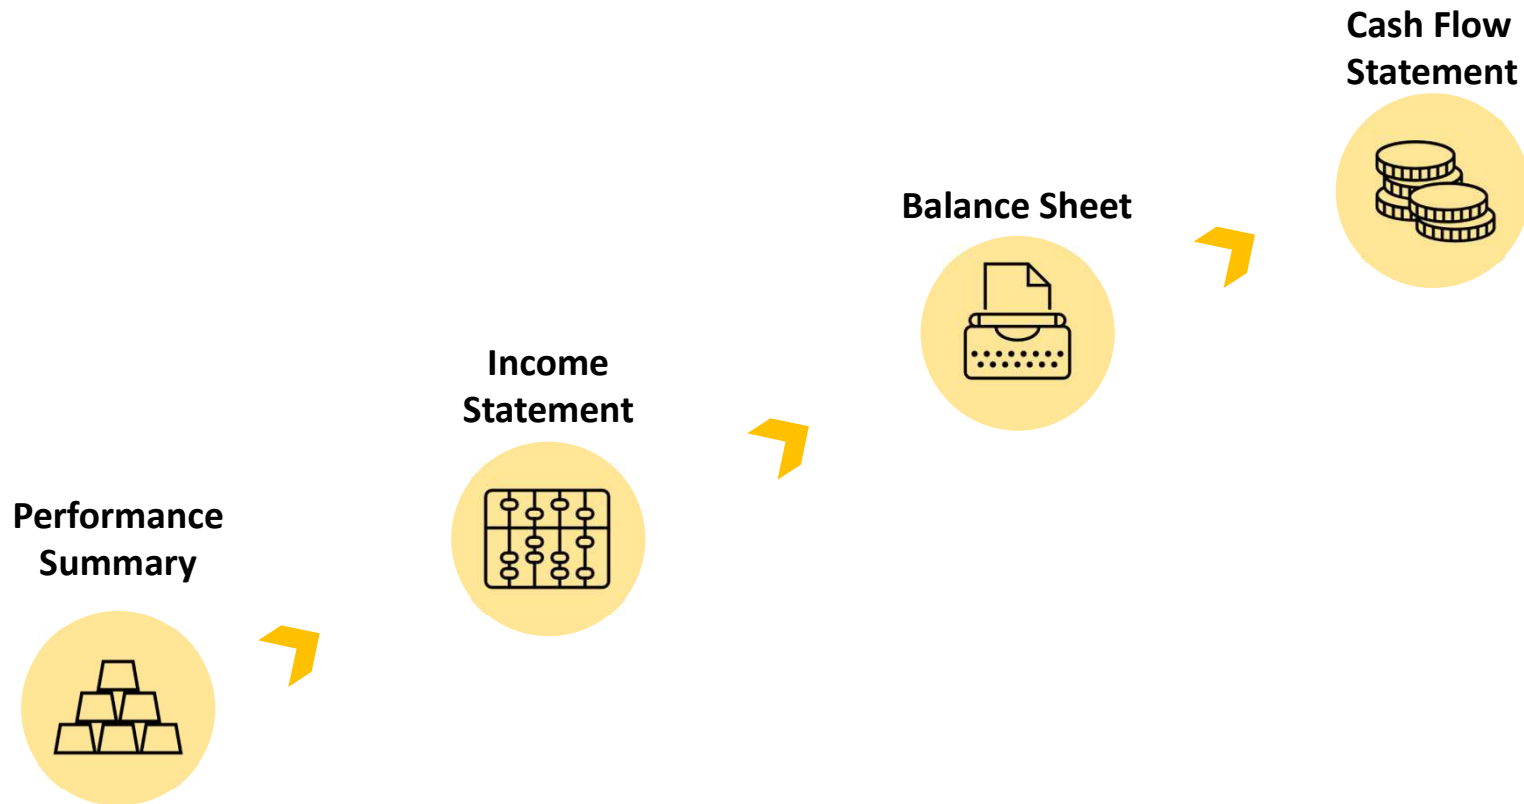 Cash Flow
Statement
Balance Sheet
Income
Statement
Performance
Summary